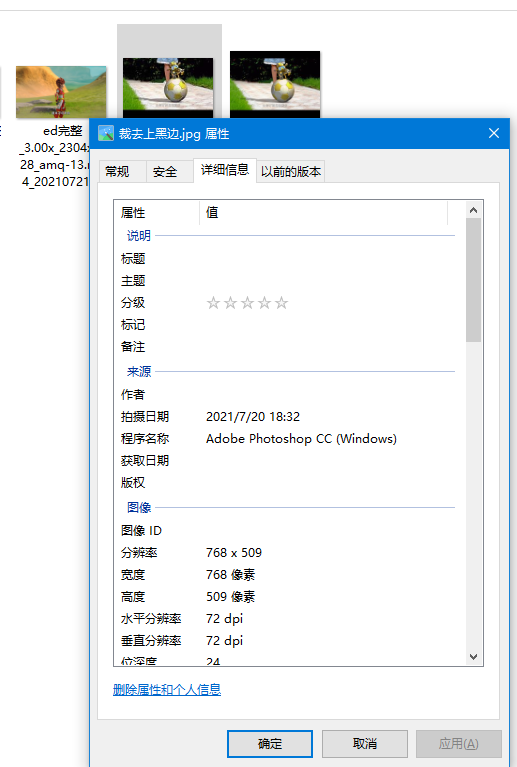 ed完整
_3.00x_2304x
28_amq-13.m
4_20210721
裁去上黑边.jpg 属性
常规 安全 详细信息 以前的版本
属性 值
说明
标题
主题
分级 ☆☆☆☆☆
标记
备注
来源
作者
拍摄日期 2021/7/20 18:32
程序名称 Adobe Photoshop CC (Windows)
获取日期
版权
图像
图像 ID
分辨率 768 x 509
宽度 768 像素
高度 509 像素
水平分辨率 72 dpi
垂直分辨率 72 dpi
位深度 24
删除属性和个人信息
确定 取消 应用(A)